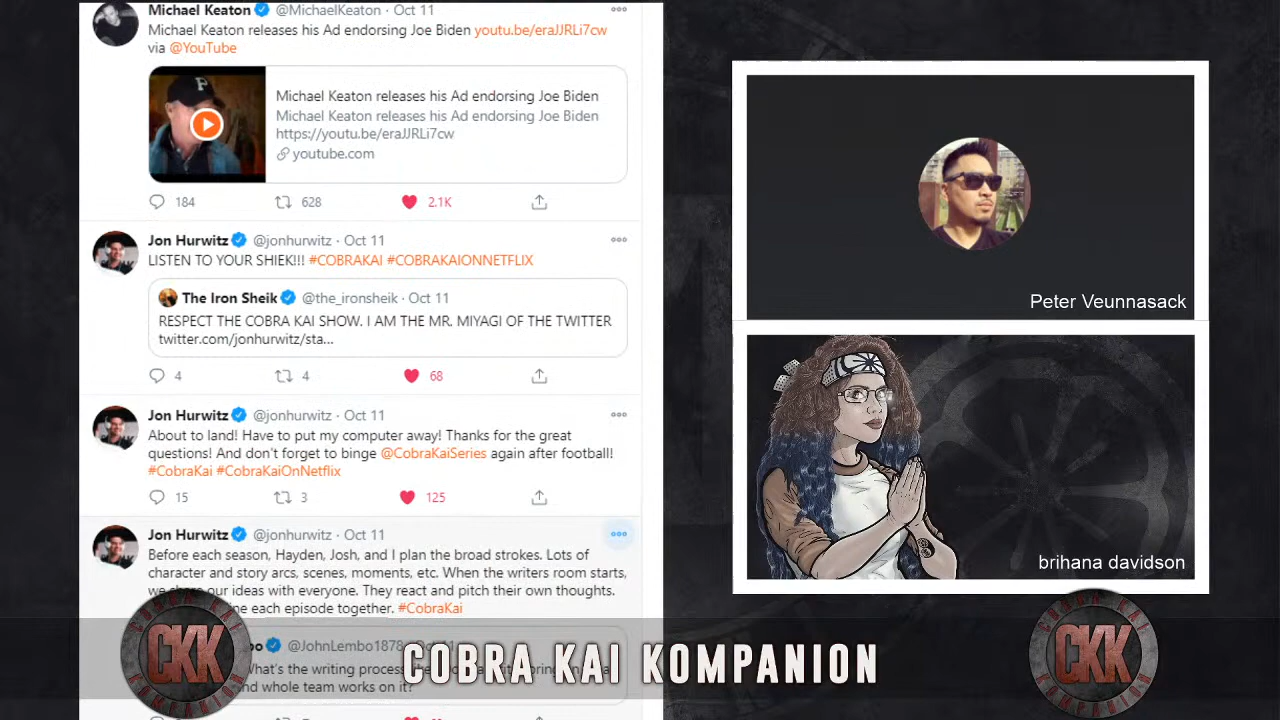 Michael Keaton @MichaelKeaton · Oct 11
Michael Keaton releases his Ad endorsing Joe Biden youtu.be/eraJJRLi7cw
via @YouTube
P
Michael Keaton releases his Ad endorsing Joe Biden
Michael Keaton releases his Ad endorsing Joe Biden
https://youtu.be/eraJJRLi7cw
youtube.com
184 628 2.1K
Jon Hurwitz @jonhurwitz · Oct 11
LISTEN TO YOUR SHIEK!!! #COBRAKAI #COBRAKAIONNETFLIX
The Iron Sheik @the_ironsheik · Oct 11
RESPECT THE COBRA KAI SHOW. I AM THE MR. MIYAGI OF THE TWITTER
twitter.com/jonhurwitz/sta...
4 4 68
Jon Hurwitz @jonhurwitz · Oct 11
About to land! Have to put my computer away! Thanks for the great
questions! And don't forget to binge @CobraKaiSeries again after football!
#CobraKai #CobraKaiOnNetflix
15 3 125
Jon Hurwitz @jonhurwitz · Oct 11
Before each season, Hayden, Josh, and I plan the broad strokes. Lots of
character and story arcs, scenes, moments, etc. When the writers room starts,
we our ideas with everyone. They react and pitch their own thoughts.
each episode together. #CobraKai
@JohnLembo1878
What's the writing process
and whole team works on it?
Peter Veunnasack
brihana davidson
COBRA KAI
CKK
KOMPANION
COBRA KAI KOMPANION
COBRA KAI
CKK
KOMPANION